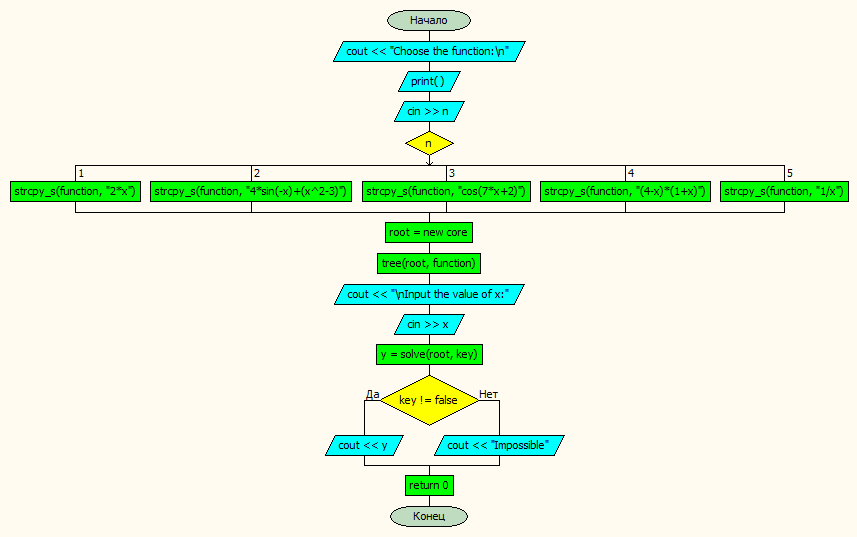 Начало
cout << "Choose the function:\n"
print( )
cin >> n
n
1 2 3 4 5
strcpy_s(function, "2*x") strcpy_s(function, "4*sin(-x)+(x^2-3)") strcpy_s(function, "cos(7*x+2)") strcpy_s(function, "(4-x)*(1+x)") strcpy_s(function, "1/x")
root = new core
tree(root, function)
cout << "\nInput the value of x:"
cin >> x
y = solve(root, key)
Да key != false Нет
cout << y cout << "Impossible"
return 0
Конец